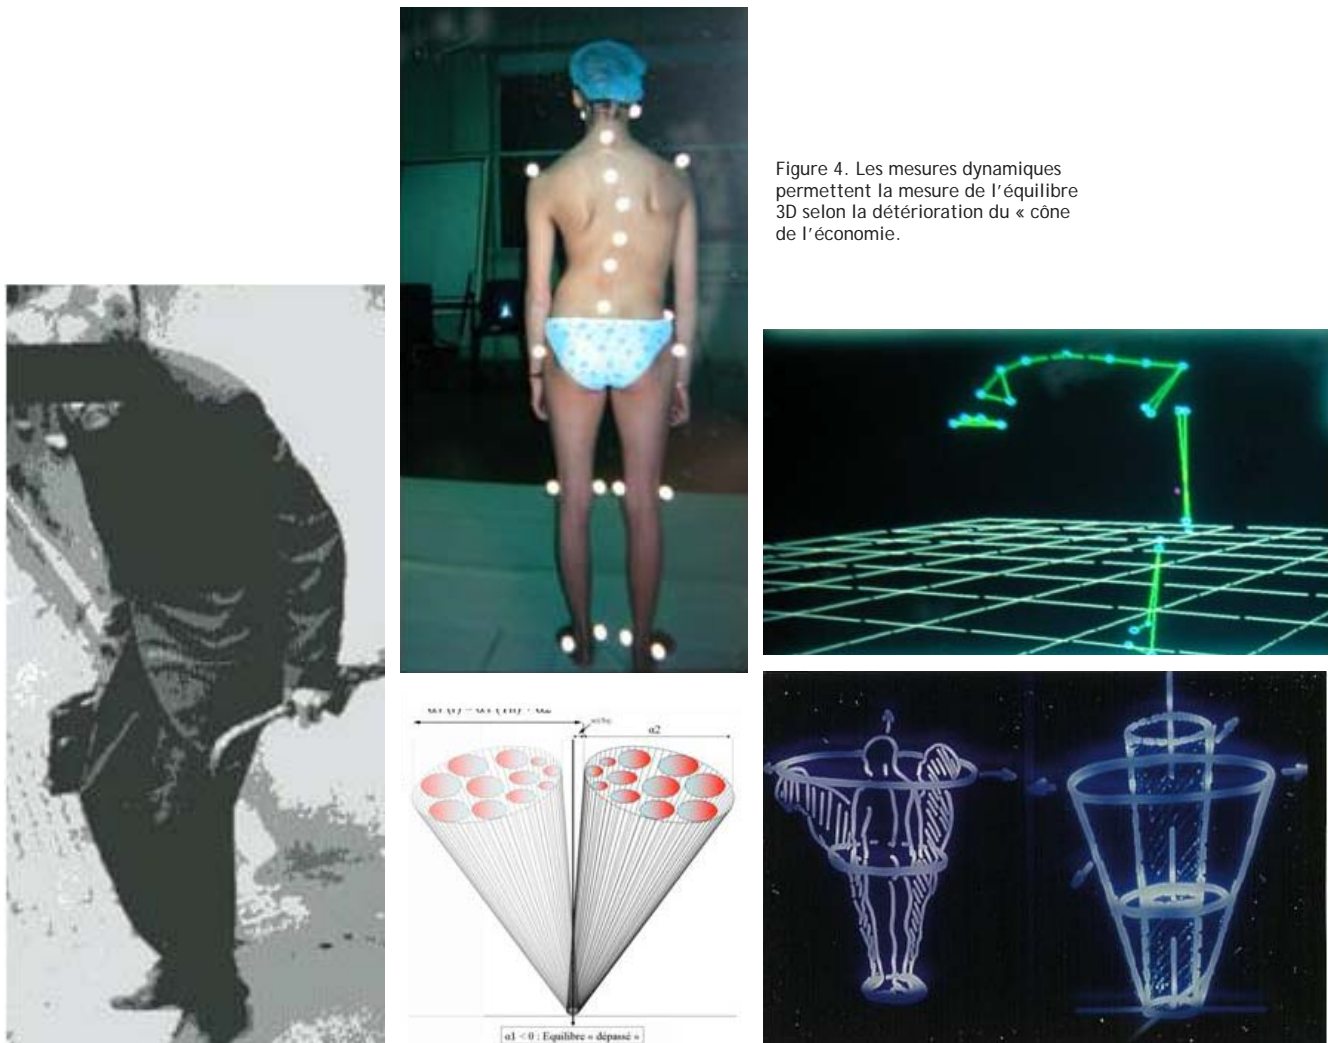 Figure 4. Les mesures dynamiques
permettent la mesure de l'équilibre
3D selon la détérioration du « cône
de l'économie.
α2
α1 < 0 : Equilibre « dépassé »